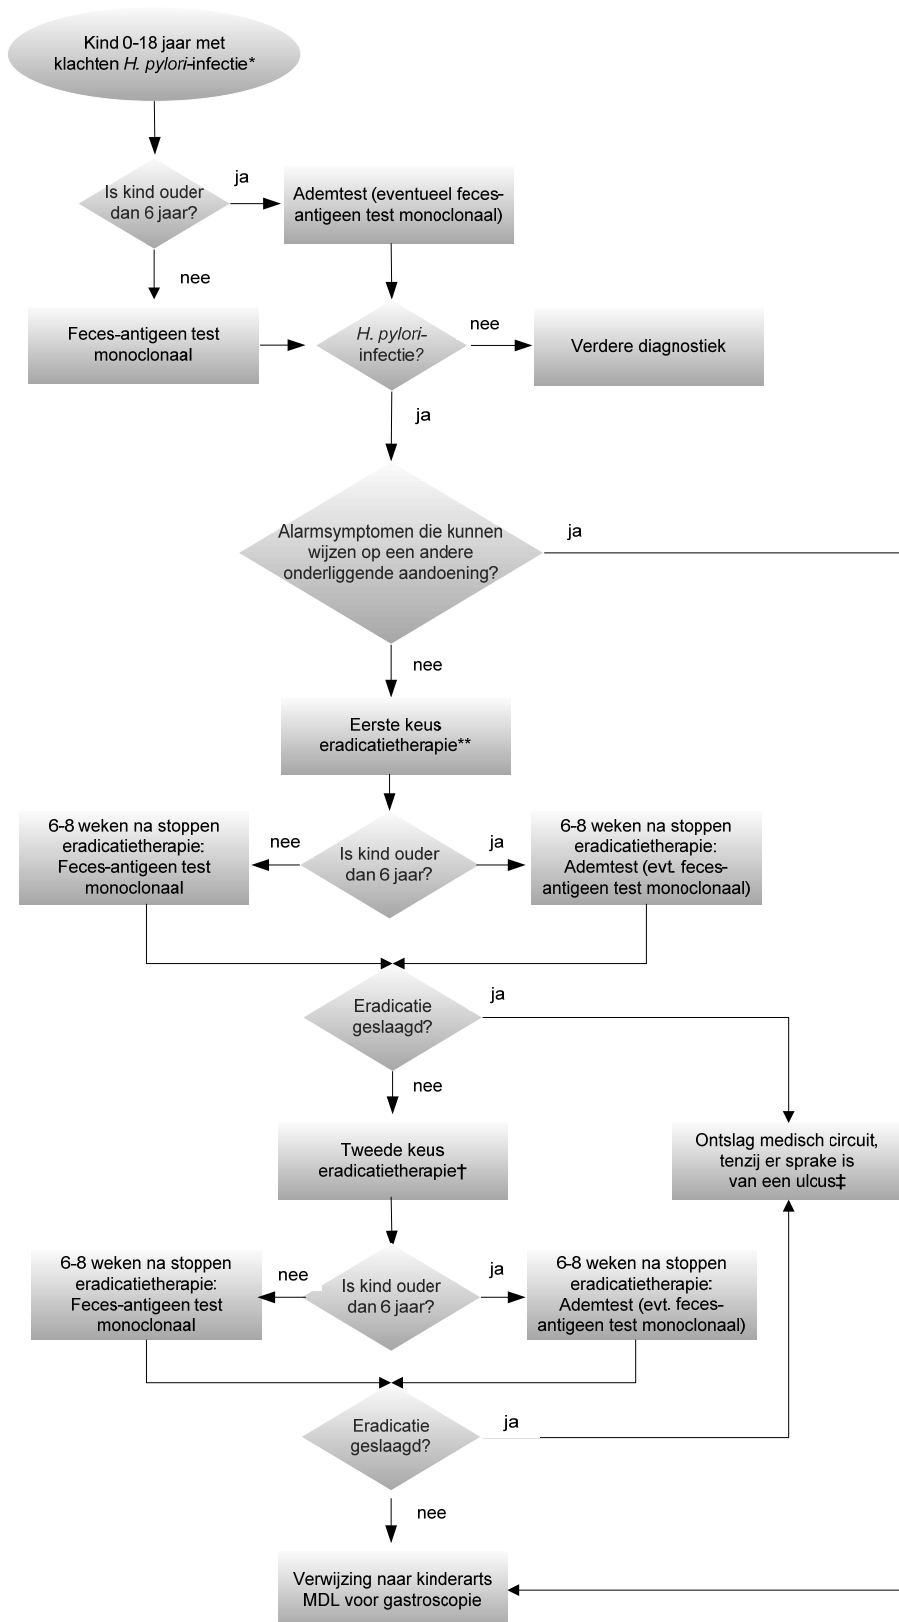 Kind 0-18 jaar met
klachten H. pylori-infectie*
Is kind ouder
dan 6 jaar?
ja
Ademtest (eventueel feces-
antigeen test monoclonaal)
nee
Feces-antigeen test
monoclonaal
H. pylori-
infectie?
nee
Verdere diagnostiek
ja
Alarmsymptomen die kunnen
wijzen op een andere
onderliggende aandoening?
ja
nee
Eerste keus
eradicatietherapie**
6-8 weken na stoppen
eradicatietherapie:
Feces-antigeen test
monoclonaal
nee
Is kind ouder
dan 6 jaar?
ja
6-8 weken na stoppen
eradicatietherapie:
Ademtest (evt. feces-
antigeen test monoclonaal)
Eradicatie
geslaagd?
ja
nee
Tweede keus
eradicatietherapie†
Ontslag medisch circuit,
tenzij er sprake is
van een ulcus‡
6-8 weken na stoppen
eradicatietherapie:
Feces-antigeen test
monoclonaal
nee
Is kind ouder
dan 6 jaar?
ja
6-8 weken na stoppen
eradicatietherapie:
Ademtest (evt. feces-
antigeen test monoclonaal)
Eradicatie
geslaagd?
ja
nee
Verwijzing naar kinderarts
MDL voor gastroscopie